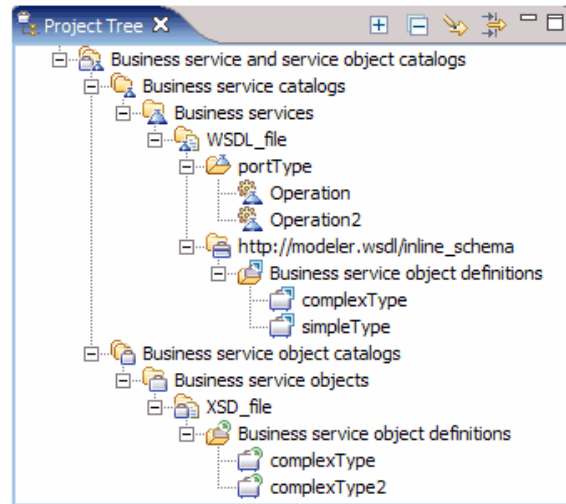 Project Tree
Business service and service object catalogs
Business service catalogs
Business services
WSDL_file
portType
Operation
Operation2
http://modeler.wsdl/inline_schema
Business service object definitions
complexType
simpleType
Business service object catalogs
Business service objects
XSD_file
Business service object definitions
complexType
complexType2